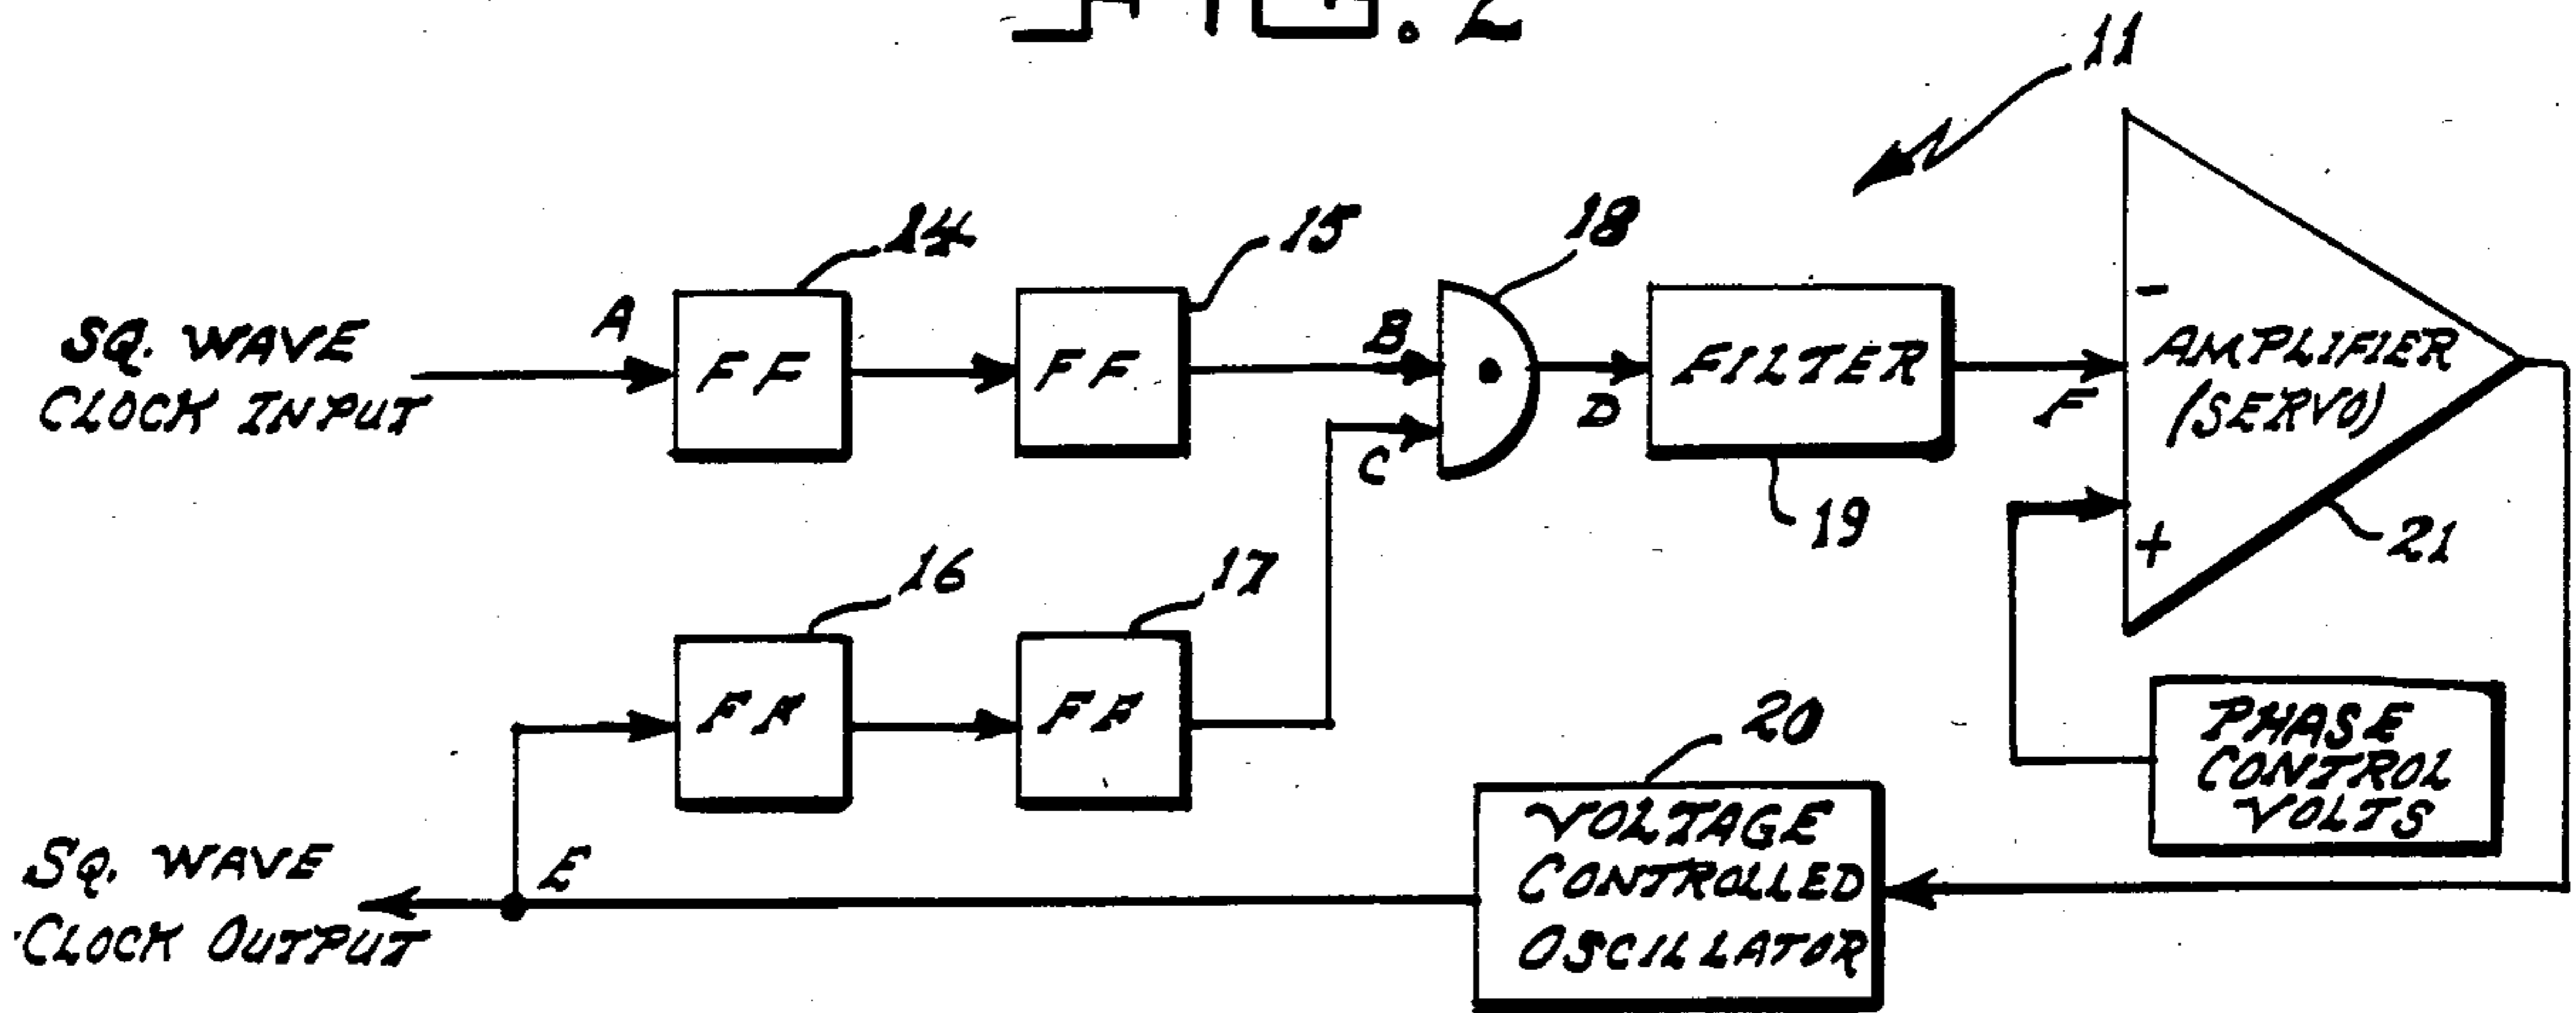 FIG. 2
11
14
15
18
SQ. WAVE
CLOCK INPUT
A
FF
FF
B
C
D
FILTER
F
-
AMPLIFIER
(SERVO)
+
19
21
16
17
FF
FF
20
PHASE
CONTROL
VOLTS
SQ. WAVE
CLOCK OUTPUT
E
VOLTAGE
CONTROLLED
OSCILLATOR